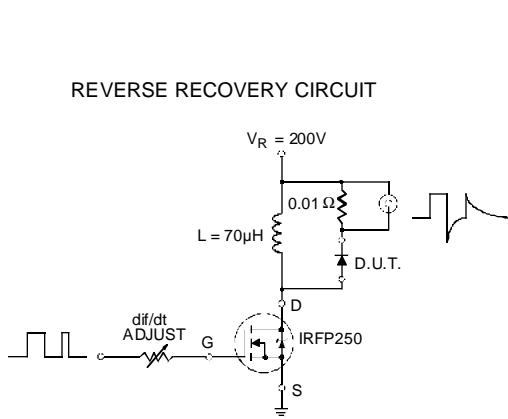 REVERSE RECOVERY CIRCUIT
VR = 200V
0.01 Ω
L = 70µH
D.U.T.
D
dif/dt
ADJUST
G
IRFP250
S